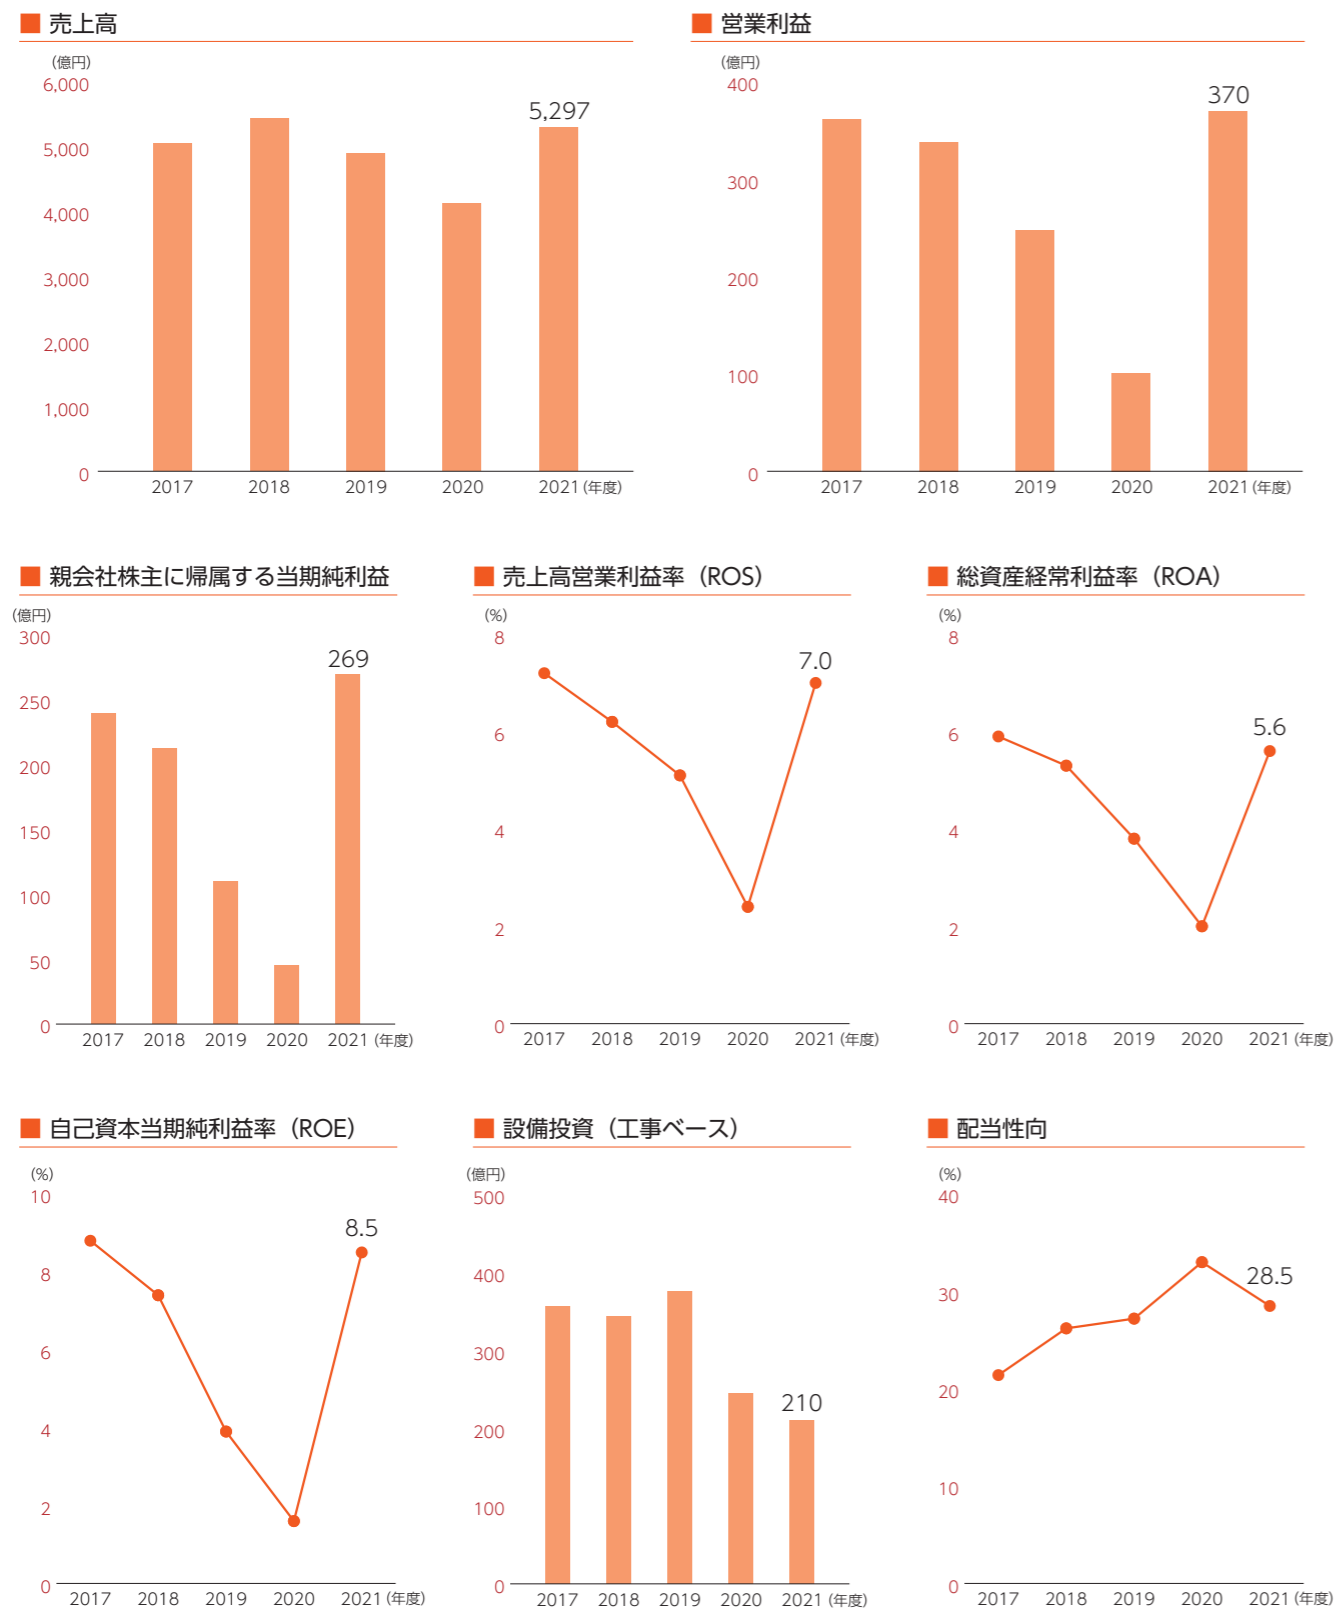 ■ 売上高
(億円)
6,000
5,000
4,000
3,000
2,000
1,000
0
5,297
2017 2018 2019 2020 2021 (年度)
■ 営業利益
(億円)
400
300
200
100
0
370
2017 2018 2019 2020 2021 (年度)
■ 親会社株主に帰属する当期純利益
(億円)
300
250
200
150
100
50
0
269
2017 2018 2019 2020 2021 (年度)
■ 売上高営業利益率（ROS）
(%)
8
6
4
2
0
7.0
2017 2018 2019 2020 2021 (年度)
■ 総資産経常利益率（ROA）
(%)
8
6
4
2
0
5.6
2017 2018 2019 2020 2021 (年度)
■ 自己資本当期純利益率（ROE）
(%)
10
8
6
4
2
0
8.5
2017 2018 2019 2020 2021 (年度)
■ 設備投資（工事ベース）
(億円)
500
400
300
200
100
0
210
2017 2018 2019 2020 2021 (年度)
■ 配当性向
(%)
40
30
20
10
0
28.5
2017 2018 2019 2020 2021 (年度)